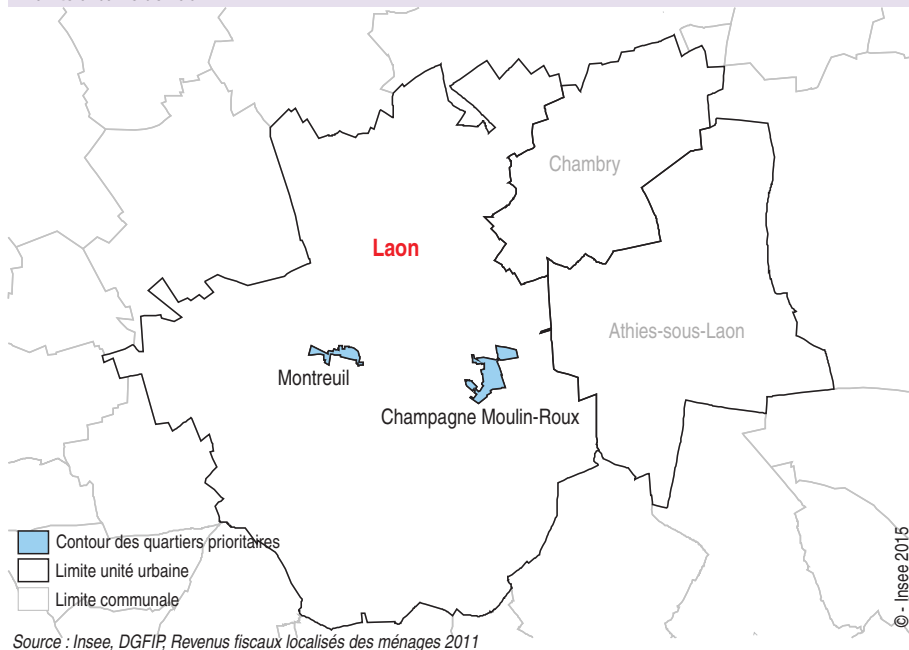 Chambry
Laon
Athies-sous-Laon
Montreuil
Champagne Moulin-Roux
Contour des quartiers prioritaires
Limite unité urbaine
Limite communale
© - Insee 2015
Source : Insee, DGFIP, Revenus fiscaux localisés des ménages 2011